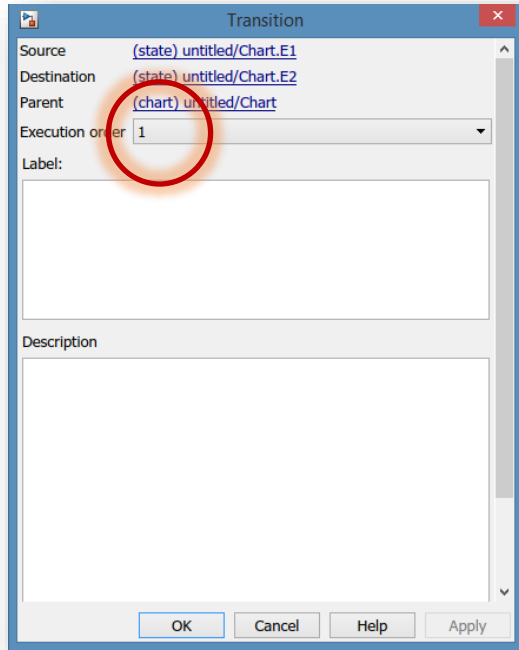 Transition
Source (state) untitled/Chart.E1
Destination (state) untitled/Chart.E2
Parent (chart) untitled/Chart
Execution order 1
Label:
Description
OK Cancel Help Apply